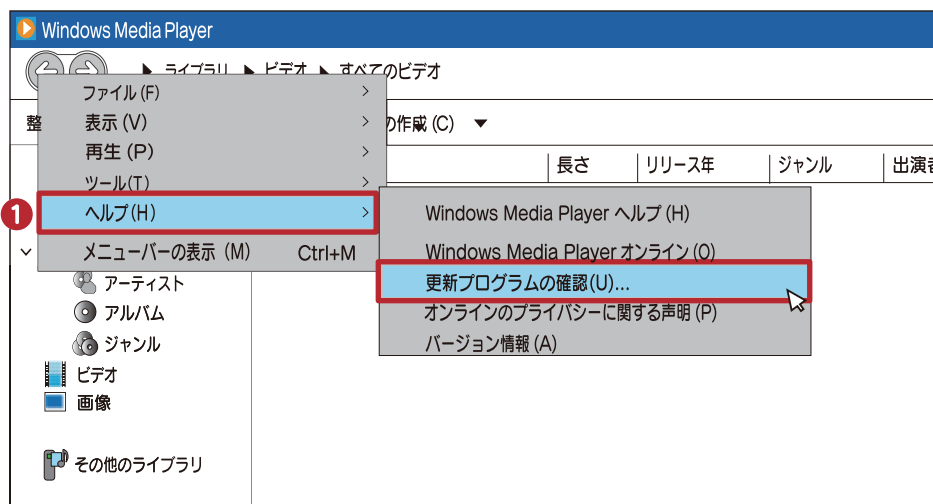 Windows Media Player
ライブラリ ビデオ すべてのビデオ
ファイル (F)
整 表示 (V) の作成 (C)
再生 (P)
長さ リリース年 ジャンル 出演者
ツール(T)
1 ヘルプ(H) Windows Media Player ヘルプ (H)
メニューバーの表示 (M) Ctrl+M Windows Media Player オンライン (O)
アーティスト 更新プログラムの確認(U)...
アルバム オンラインのプライバシーに関する声明 (P)
ジャンル バージョン情報 (A)
ビデオ
画像
その他のライブラリ